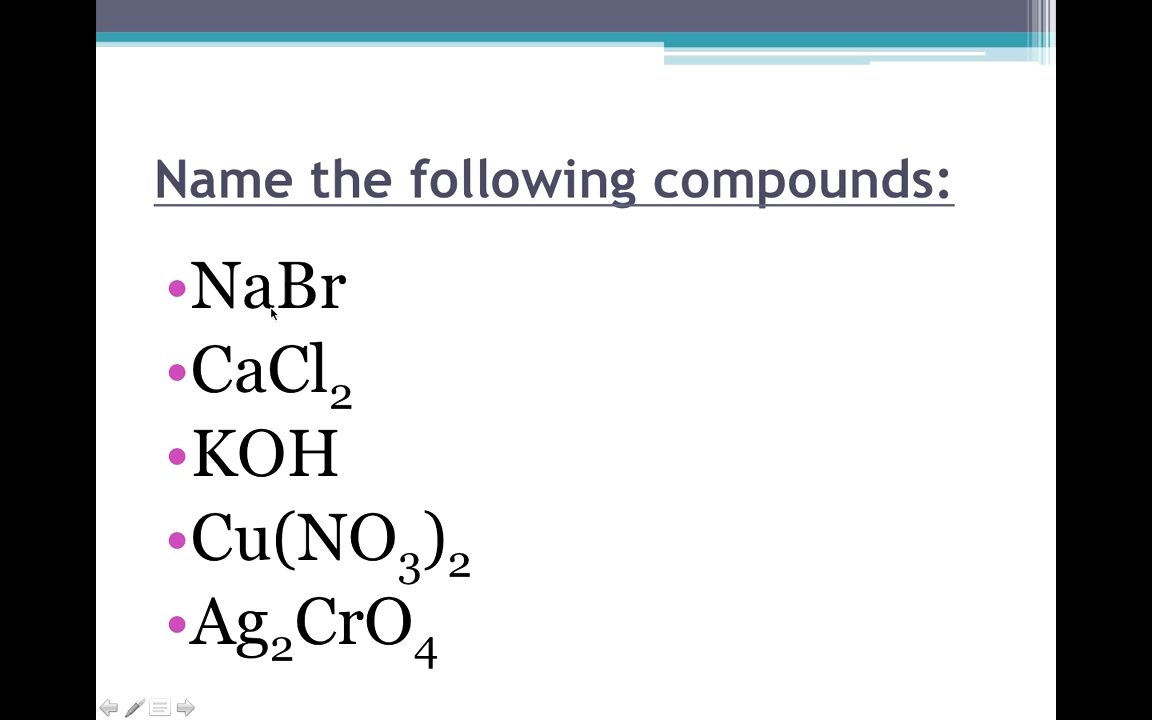 Name the following compounds:
•NaBr
•CaCl₂
•KOH
•Cu(NO₃)₂
•Ag₂CrO₄